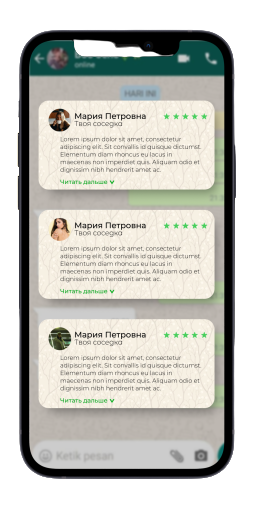 online
HARI INI
Мария Петровна
Твоя соседка
Lorem ipsum dolor sit amet, consectetur
adipiscing elit. Sit convallis id quisque dictumst.
Elementum diam rhoncus eu lacus in
maecenas non imperdiet quis. Aliquam odio et
dignissim nibh hendrerit amet ac.
Читать дальше
Мария Петровна
Твоя соседка
Lorem ipsum dolor sit amet, consectetur
adipiscing elit. Sit convallis id quisque dictumst.
Elementum diam rhoncus eu lacus in
maecenas non imperdiet quis. Aliquam odio et
dignissim nibh hendrerit amet ac.
Читать дальше
Мария Петровна
Твоя соседка
Lorem ipsum dolor sit amet, consectetur
adipiscing elit. Sit convallis id quisque dictumst.
Elementum diam rhoncus eu lacus in
maecenas non imperdiet quis. Aliquam odio et
dignissim nibh hendrerit amet ac.
Читать дальше
Ketik pesan